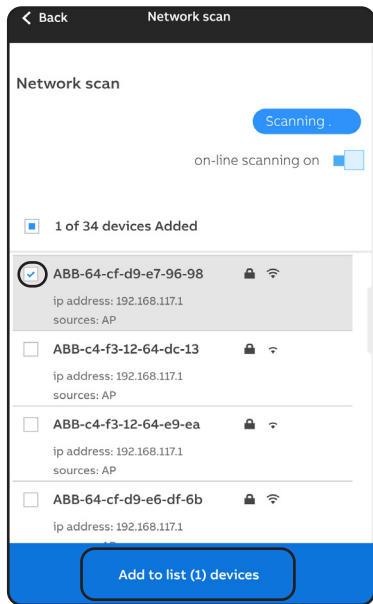 Back Network scan
Network scan
Scanning .
on-line scanning on
1 of 34 devices Added
ABB-64-cf-d9-e7-96-98
ip address: 192.168.117.1
sources: AP
ABB-c4-f3-12-64-dc-13
ip address: 192.168.117.1
sources: AP
ABB-c4-f3-12-64-e9-ea
ip address: 192.168.117.1
sources: AP
ABB-64-cf-d9-e6-df-6b
ip address: 192.168.117.1
Add to list (1) devices